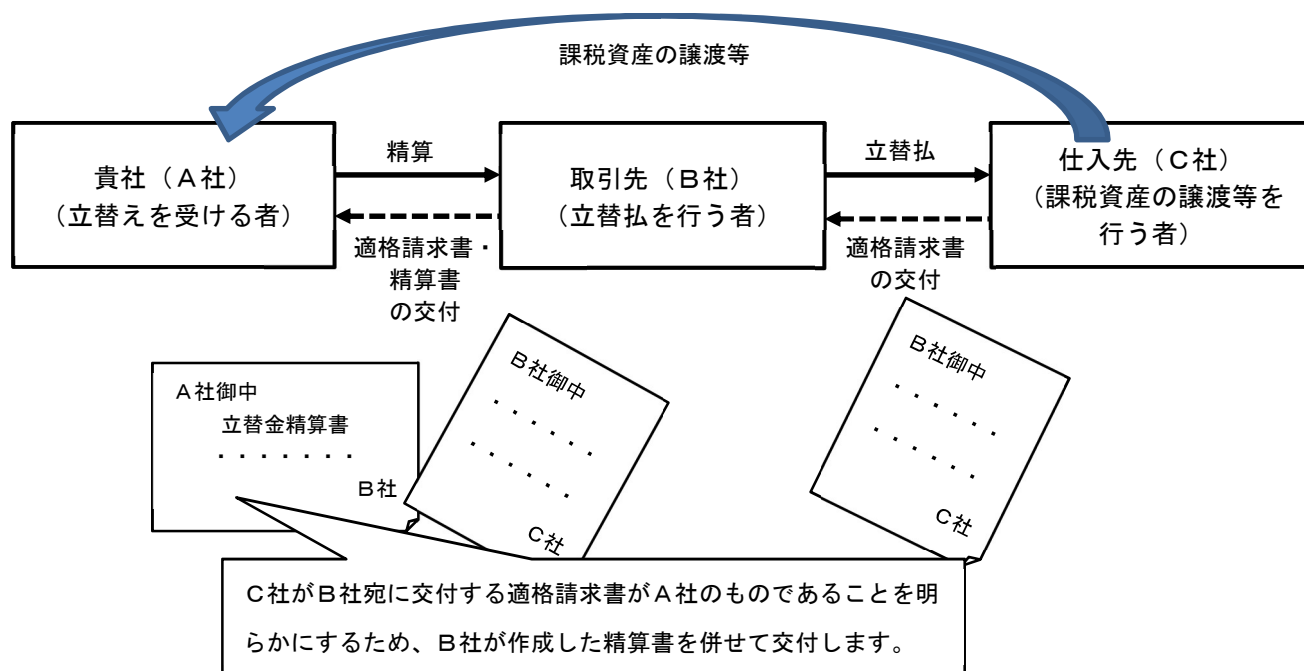 課税資産の譲渡等
貴社（Ａ社）
（立替えを受ける者）
精算
適格請求書・
精算書
の交付
取引先（Ｂ社）
（立替払を行う者）
立替払
適格請求書
の交付
仕入先（Ｃ社）
（課税資産の譲渡等を
行う者）
Ａ社御中
立替金精算書
・・・・・・・
Ｂ社
Ｂ社御中
・・・・・・
・・・・・・
Ｃ社
Ｂ社御中
・・・・・・
・・・・・・
Ｃ社
Ｃ社がＢ社宛に交付する適格請求書がＡ社のものであることを明
らかにするため、Ｂ社が作成した精算書を併せて交付します。